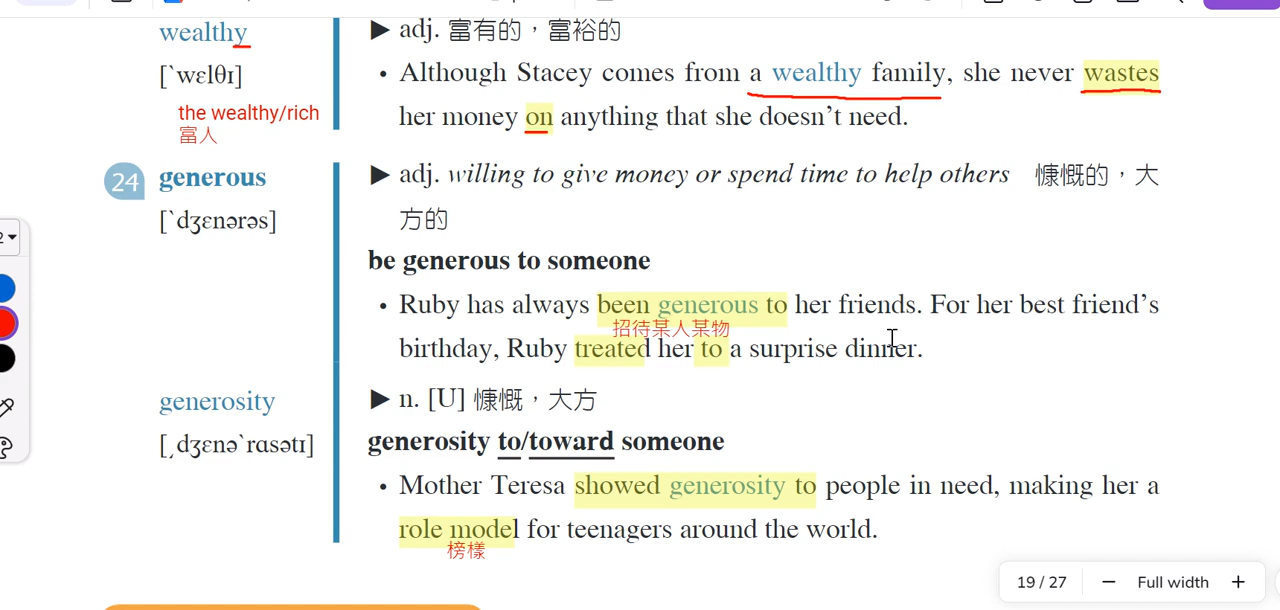 wealthy
▶ adj. 富有的，富裕的
[ˋwɛlθɪ]
• Although Stacey comes from a wealthy family, she never wastes
the wealthy/rich
富人
her money on anything that she doesn’t need.
24 generous
▶ adj. willing to give money or spend time to help others 慷慨的，大
[ˋdʒɛnərəs]
方的
be generous to someone
• Ruby has always been generous to her friends. For her best friend’s
招待某人某物
birthday, Ruby treated her to a surprise dinner.
generosity
▶ n. [U] 慷慨，大方
[͵dʒɛnəˋrɑsətɪ]
generosity to/toward someone
• Mother Teresa showed generosity to people in need, making her a
role model for teenagers around the world.
榜樣
19 / 27 — Full width +